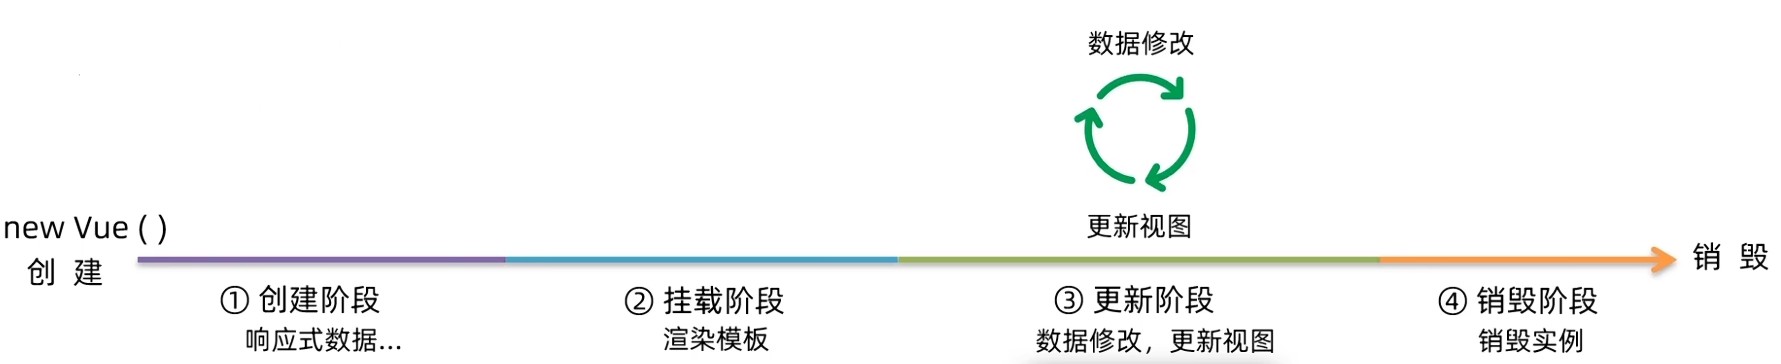 数据修改
更新视图
new Vue ( )
创 建
销 毁
① 创建阶段
响应式数据...
② 挂载阶段
渲染模板
③ 更新阶段
数据修改，更新视图
④ 销毁阶段
销毁实例